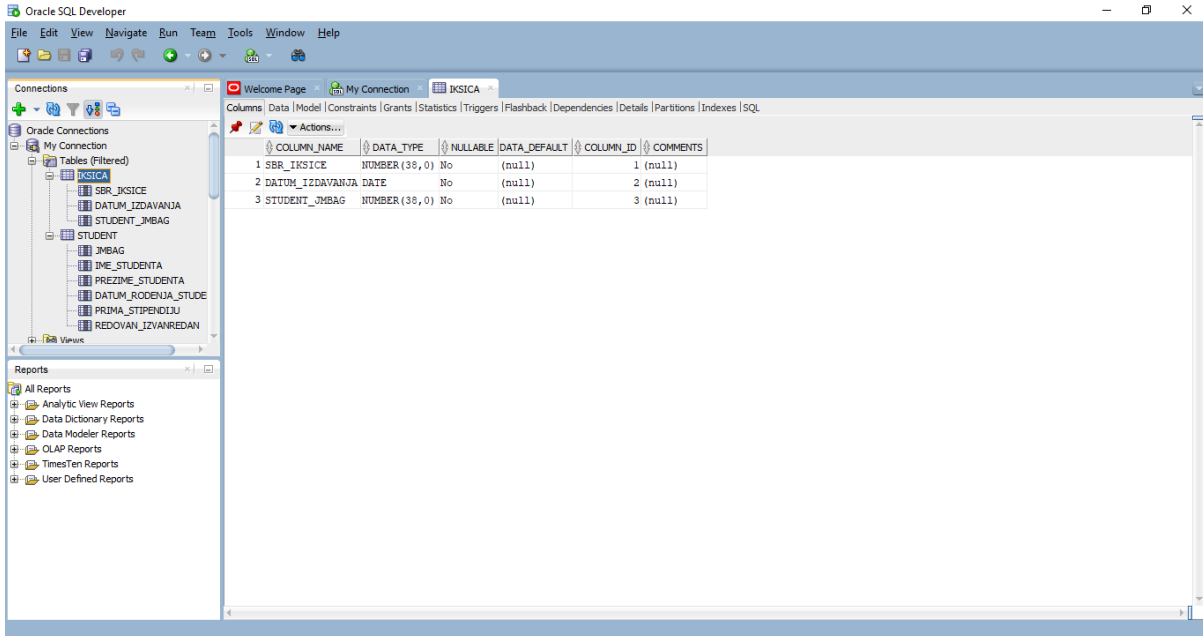 Oracle SQL Developer
File Edit View Navigate Run Team Tools Window Help
Connections
Oracle Connections
My Connection
Tables (Filtered)
IKSICA
SBR_IKSICE
DATUM_IZDAVANJA
STUDENT_JMBAG
STUDENT
JMBAG
IME_STUDENTA
PREZIME_STUDENTA
DATUM_RODENJA_STUDE
PRIMA_STIPENDIJU
REDOVAN_IZVANREDAN
Views
Reports
All Reports
Analytic View Reports
Data Dictionary Reports
Data Modeler Reports
OLAP Reports
TimesTen Reports
User Defined Reports
Welcome Page My Connection IKSICA
Columns Data |Model |Constraints |Grants |Statistics |Triggers |Flashback |Dependencies |Details |Partitions |Indexes |SQL
Actions...
COLUMN_NAME DATA_TYPE NULLABLE DATA_DEFAULT COLUMN_ID COMMENTS
1 SBR_IKSICE NUMBER(38,0) No (null) 1 (null)
2 DATUM_IZDAVANJA DATE No (null) 2 (null)
3 STUDENT_JMBAG NUMBER(38,0) No (null) 3 (null)